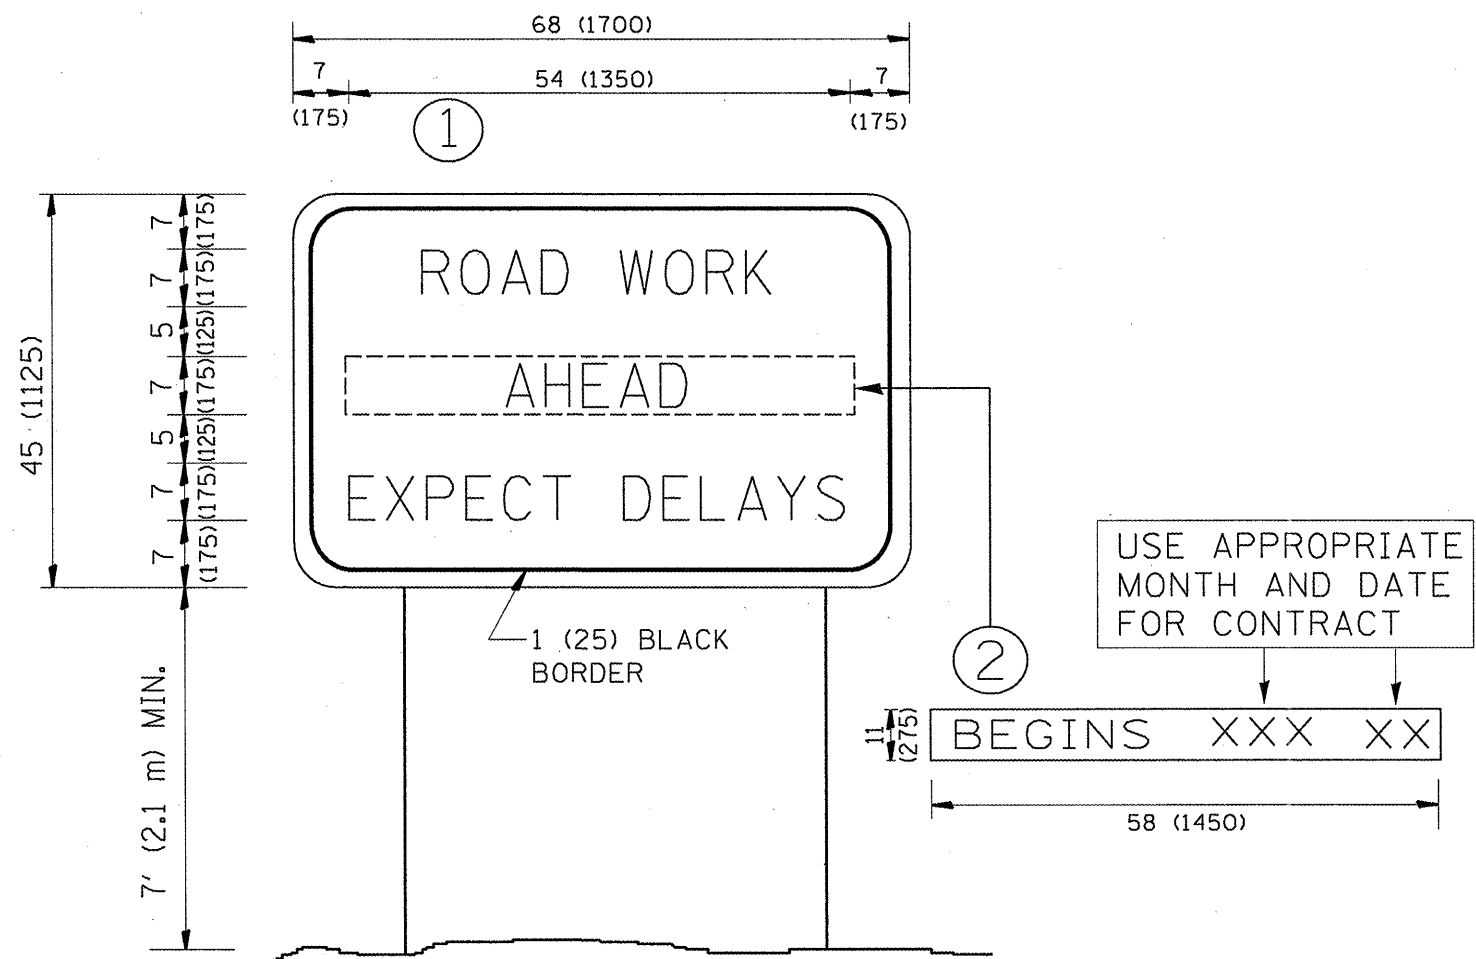 68 (1700)
7
54 (1350)
7
(175)
(175)
1
45 (1125)
7
(175)
7
(175)
5
(125)
7
(175)
5
(125)
7
(175)
7
(175)
ROAD WORK
AHEAD
EXPECT DELAYS
1 (25) BLACK
BORDER
7' (2.1 m) MIN.
2
USE APPROPRIATE
MONTH AND DATE
FOR CONTRACT
11
(275)
BEGINS XXX XX
58 (1450)